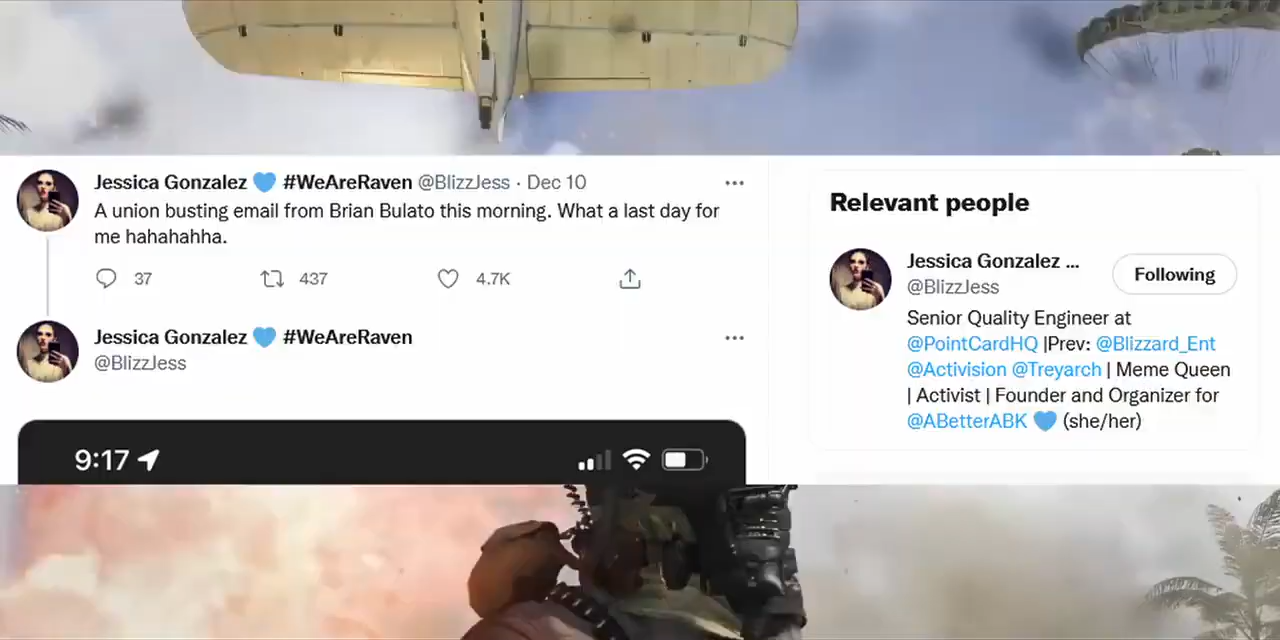 Jessica Gonzalez 💙 #WeAreRaven @BlizzJess · Dec 10
A union busting email from Brian Bulato this morning. What a last day for
me hahahahha.
37 437 4.7K
Jessica Gonzalez 💙 #WeAreRaven
@BlizzJess
9:17
Relevant people
Jessica Gonzalez ...
@BlizzJess
Following
Senior Quality Engineer at
@PointCardHQ |Prev: @Blizzard_Ent
@Activision @Treyarch | Meme Queen
| Activist | Founder and Organizer for
@ABetterABK 💙 (she/her)